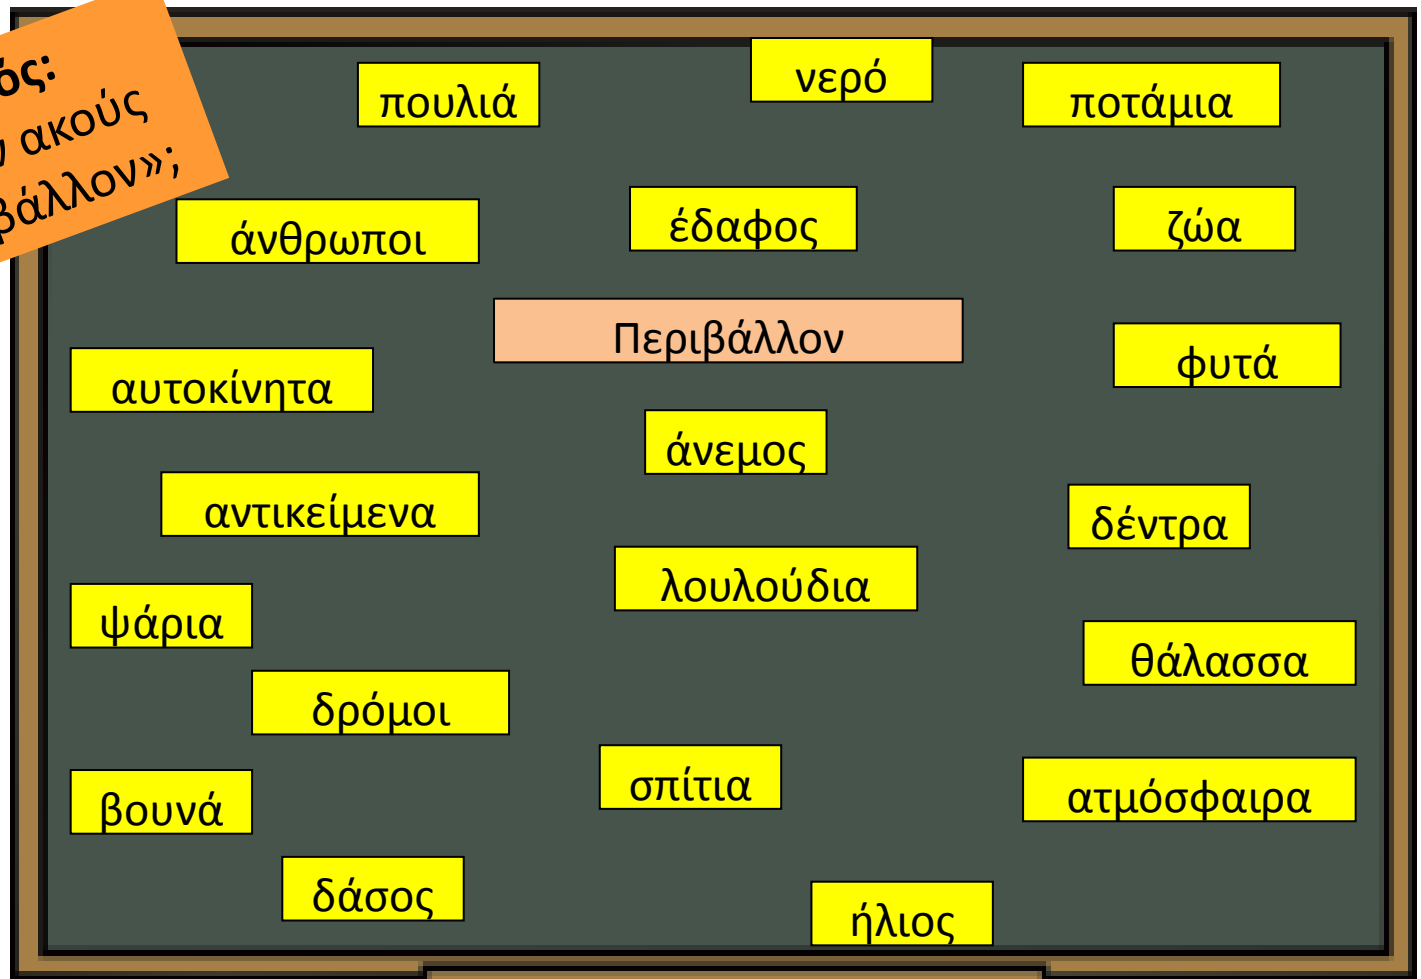 ός:
ακούς
βάλλον»;
πουλιά
νερό
ποτάμια
άνθρωποι
έδαφος
ζώα
Περιβάλλον
αυτοκίνητα
φυτά
άνεμος
αντικείμενα
δέντρα
λουλούδια
ψάρια
θάλασσα
δρόμοι
σπίτια
βουνά
ατμόσφαιρα
δάσος
ήλιος